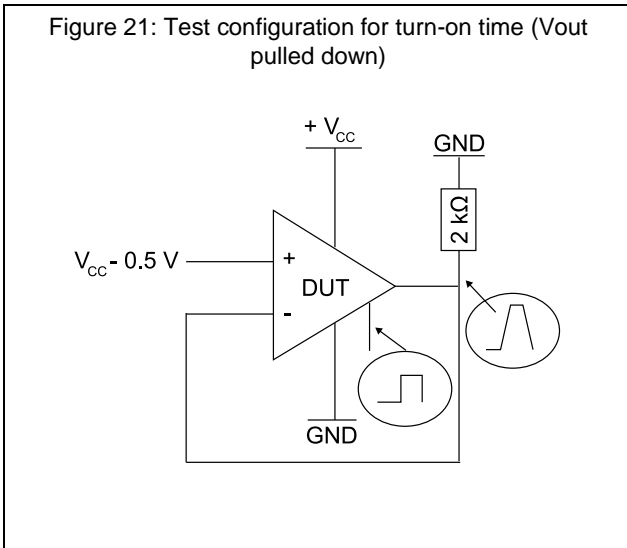 Figure 21: Test configuration for turn-on time (Vout
pulled down)
+ VCC
GND
2 kΩ
VCC - 0.5 V
+
DUT
-
GND